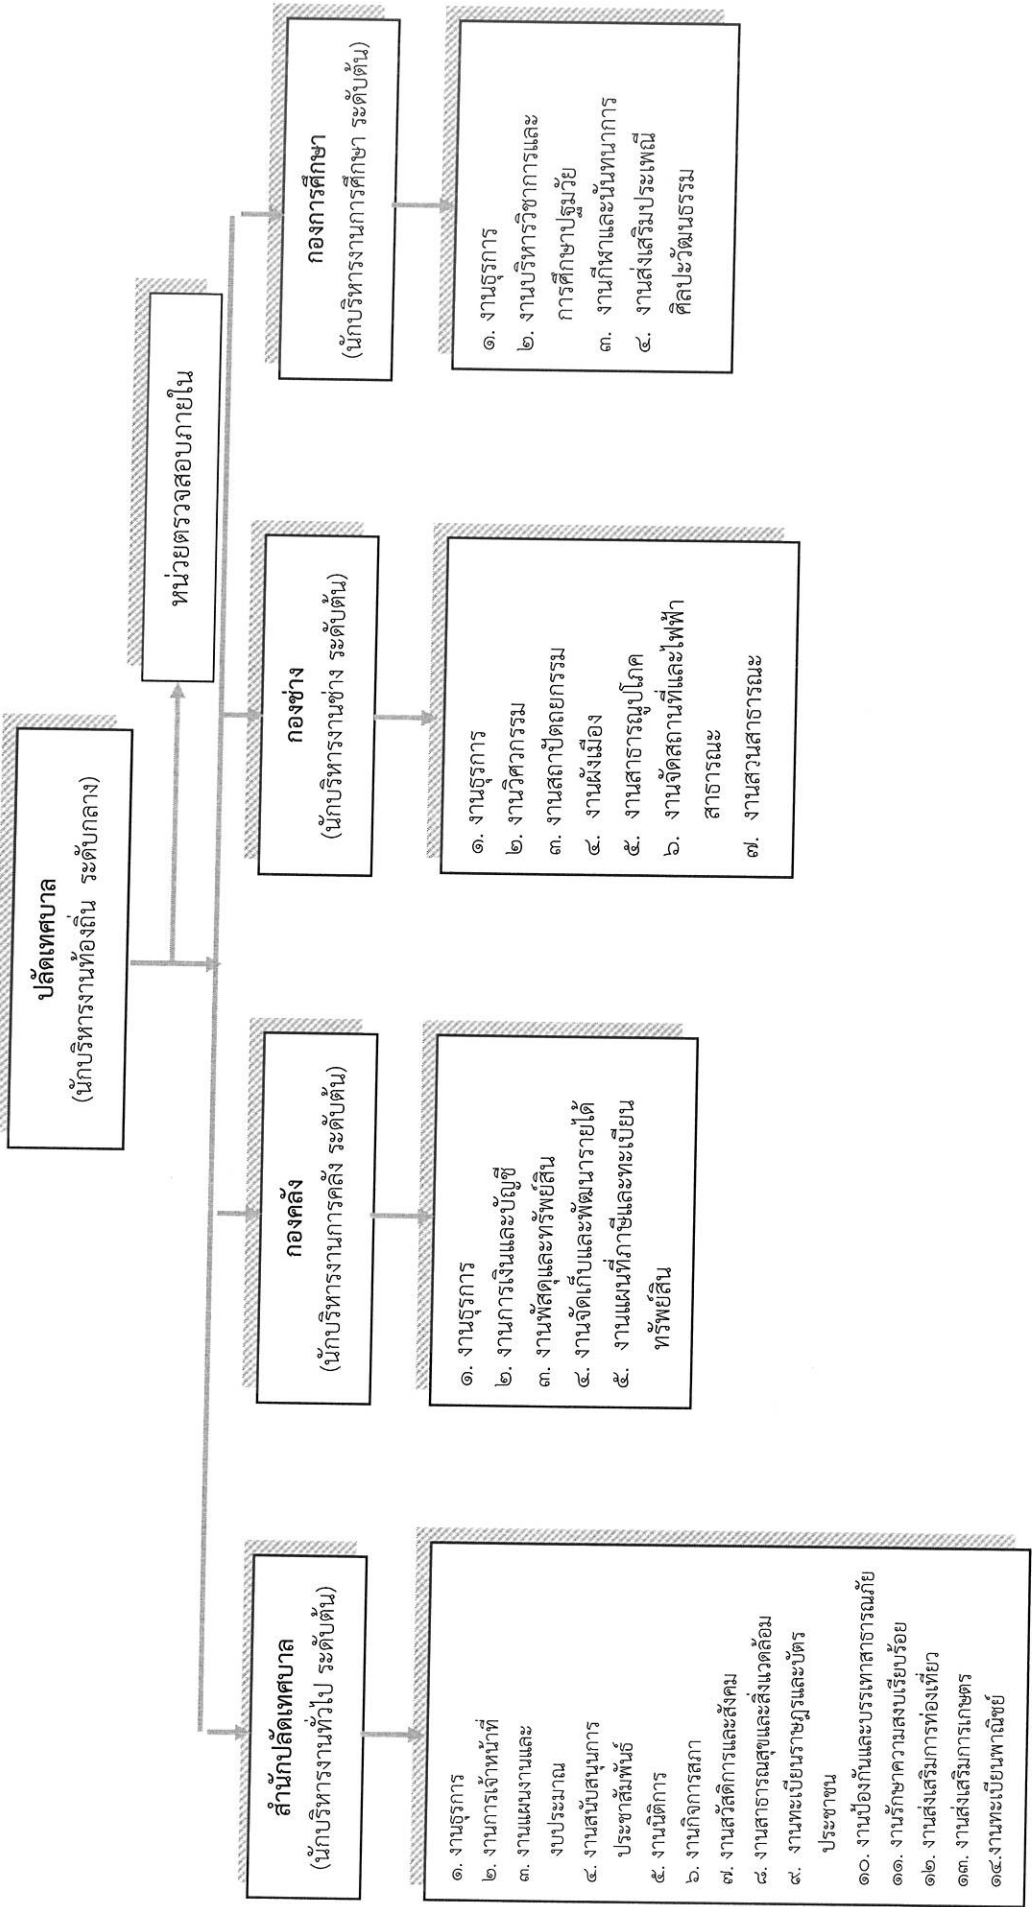 ปลัดเทศบาล
(นักบริหารงานท้องถิ่น ระดับกลาง)
หน่วยตรวจสอบภายใน
สำนักปลัดเทศบาล
(นักบริหารงานทั่วไป ระดับต้น)
กองคลัง
(นักบริหารงานการคลัง ระดับต้น)
กองช่าง
(นักบริหารงานช่าง ระดับต้น)
กองการศึกษา
(นักบริหารงานการศึกษา ระดับต้น)
๑. งานธุรการ
๒. งานการเจ้าหน้าที่
๓. งานแผนงานและ
งบประมาณ
๔. งานสนับสนุนการ
ประชาสัมพันธ์
๕. งานนิติการ
๖. งานกิจการสภา
๗. งานสวัสดิการและสังคม
๘. งานสาธารณสุขและสิ่งแวดล้อม
๙. งานทะเบียนราษฎรและบัตร
ประชาชน
๑๐. งานป้องกันและบรรเทาสาธารณภัย
๑๑. งานรักษาความสงบเรียบร้อย
๑๒. งานส่งเสริมการท่องเที่ยว
๑๓. งานส่งเสริมการเกษตร
๑๔.งานทะเบียนพาณิชย์
๑. งานธุรการ
๒. งานการเงินและบัญชี
๓. งานพัสดุและทรัพย์สิน
๔. งานจัดเก็บและพัฒนารายได้
๕. งานแผนที่ภาษีและทะเบียน
ทรัพย์สิน
๑. งานธุรการ
๒. งานวิศวกรรม
๓. งานสถาปัตถยกรรม
๔. งานผังเมือง
๕. งานสาธารณูปโภค
๖. งานจัดสถานที่และไฟฟ้า
สาธารณะ
๗. งานสวนสาธารณะ
๑. งานธุรการ
๒. งานบริหารวิชาการและ
การศึกษาปฐมวัย
๓. งานกีฬาและนันทนาการ
๔. งานส่งเสริมประเพณี
ศิลปะวัฒนธรรม